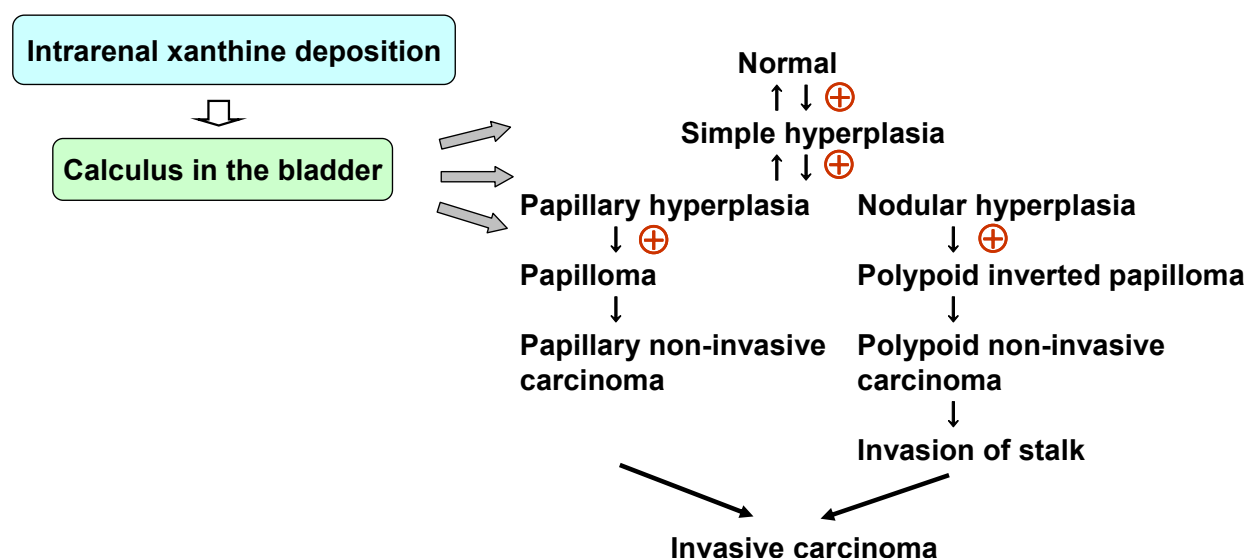 Intrarenal xanthine deposition
Calculus in the bladder
Normal
Simple hyperplasia
Papillary hyperplasia
Nodular hyperplasia
Papilloma
Polypoid inverted papilloma
Papillary non-invasive
carcinoma
Polypoid non-invasive
carcinoma
Invasion of stalk
Invasive carcinoma